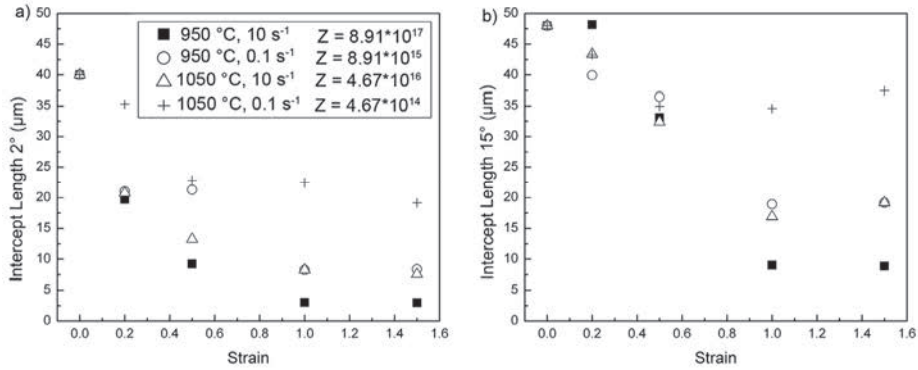 a)
Intercept Length 2° (μm)
50
45
40
35
30
25
20
15
10
5
0
950 °C, 10 s⁻¹ Z = 8.91*10¹⁷
950 °C, 0.1 s⁻¹ Z = 8.91*10¹⁵
1050 °C, 10 s⁻¹ Z = 4.67*10¹⁶
1050 °C, 0.1 s⁻¹ Z = 4.67*10¹⁴
0.0 0.2 0.4 0.6 0.8 1.0 1.2 1.4 1.6
Strain
b)
Intercept Length 15° (μm)
50
45
40
35
30
25
20
15
10
5
0
0.0 0.2 0.4 0.6 0.8 1.0 1.2 1.4 1.6
Strain